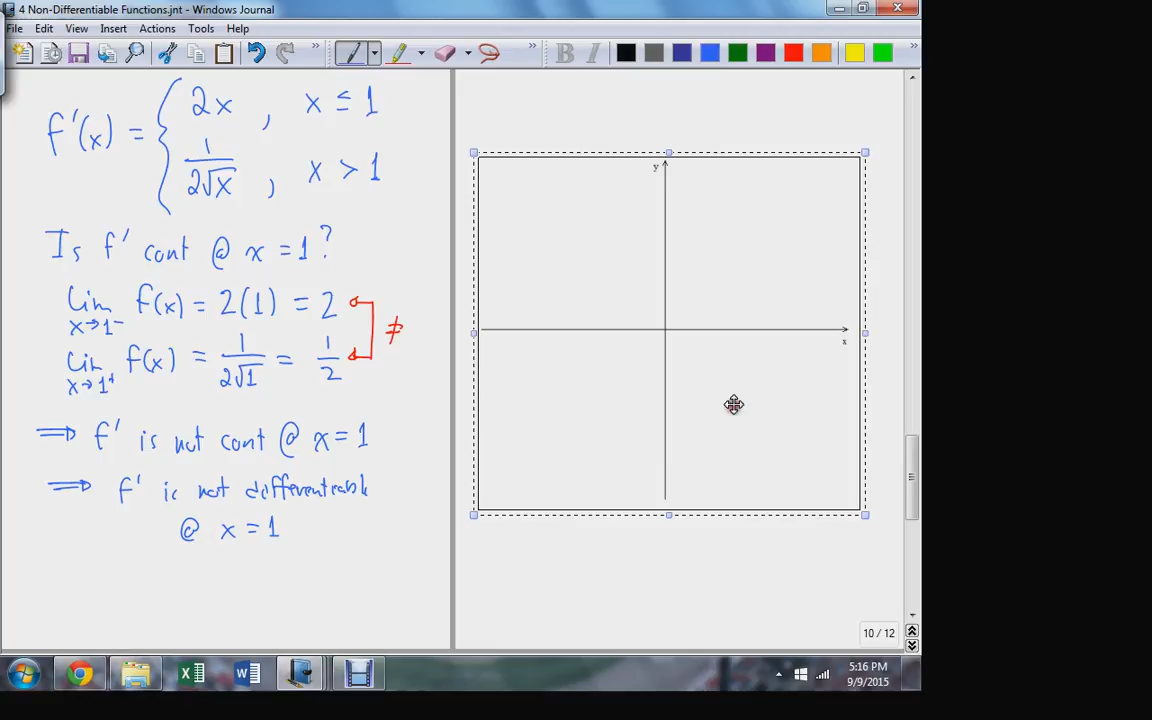 4 Non-Differentiable Functions.jnt - Windows Journal
File Edit View Insert Actions Tools Help
f'(x) = { 2x , x ≤ 1
1/(2√x) , x > 1
Is f' cont @ x = 1 ?
lim x→1⁻ f(x) = 2(1) = 2
≠
lim x→1⁺ f(x) = 1/(2√1) = 1/2
⇒ f' is not cont @ x = 1
⇒ f' is not differentiable
@ x = 1
y
x
10 / 12
5:16 PM
9/9/2015